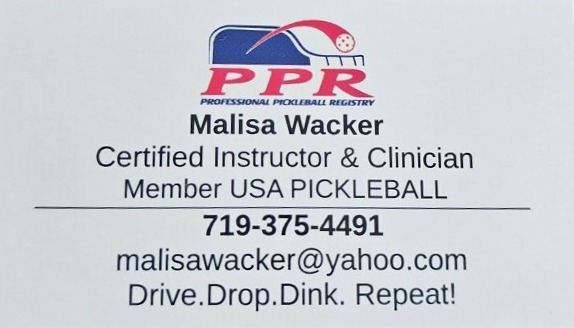 PPR
PROFESSIONAL PICKLEBALL REGISTRY
Malisa Wacker
Certified Instructor & Clinician
Member USA PICKLEBALL
719-375-4491
malisawacker@yahoo.com
Drive.Drop.Dink. Repeat!